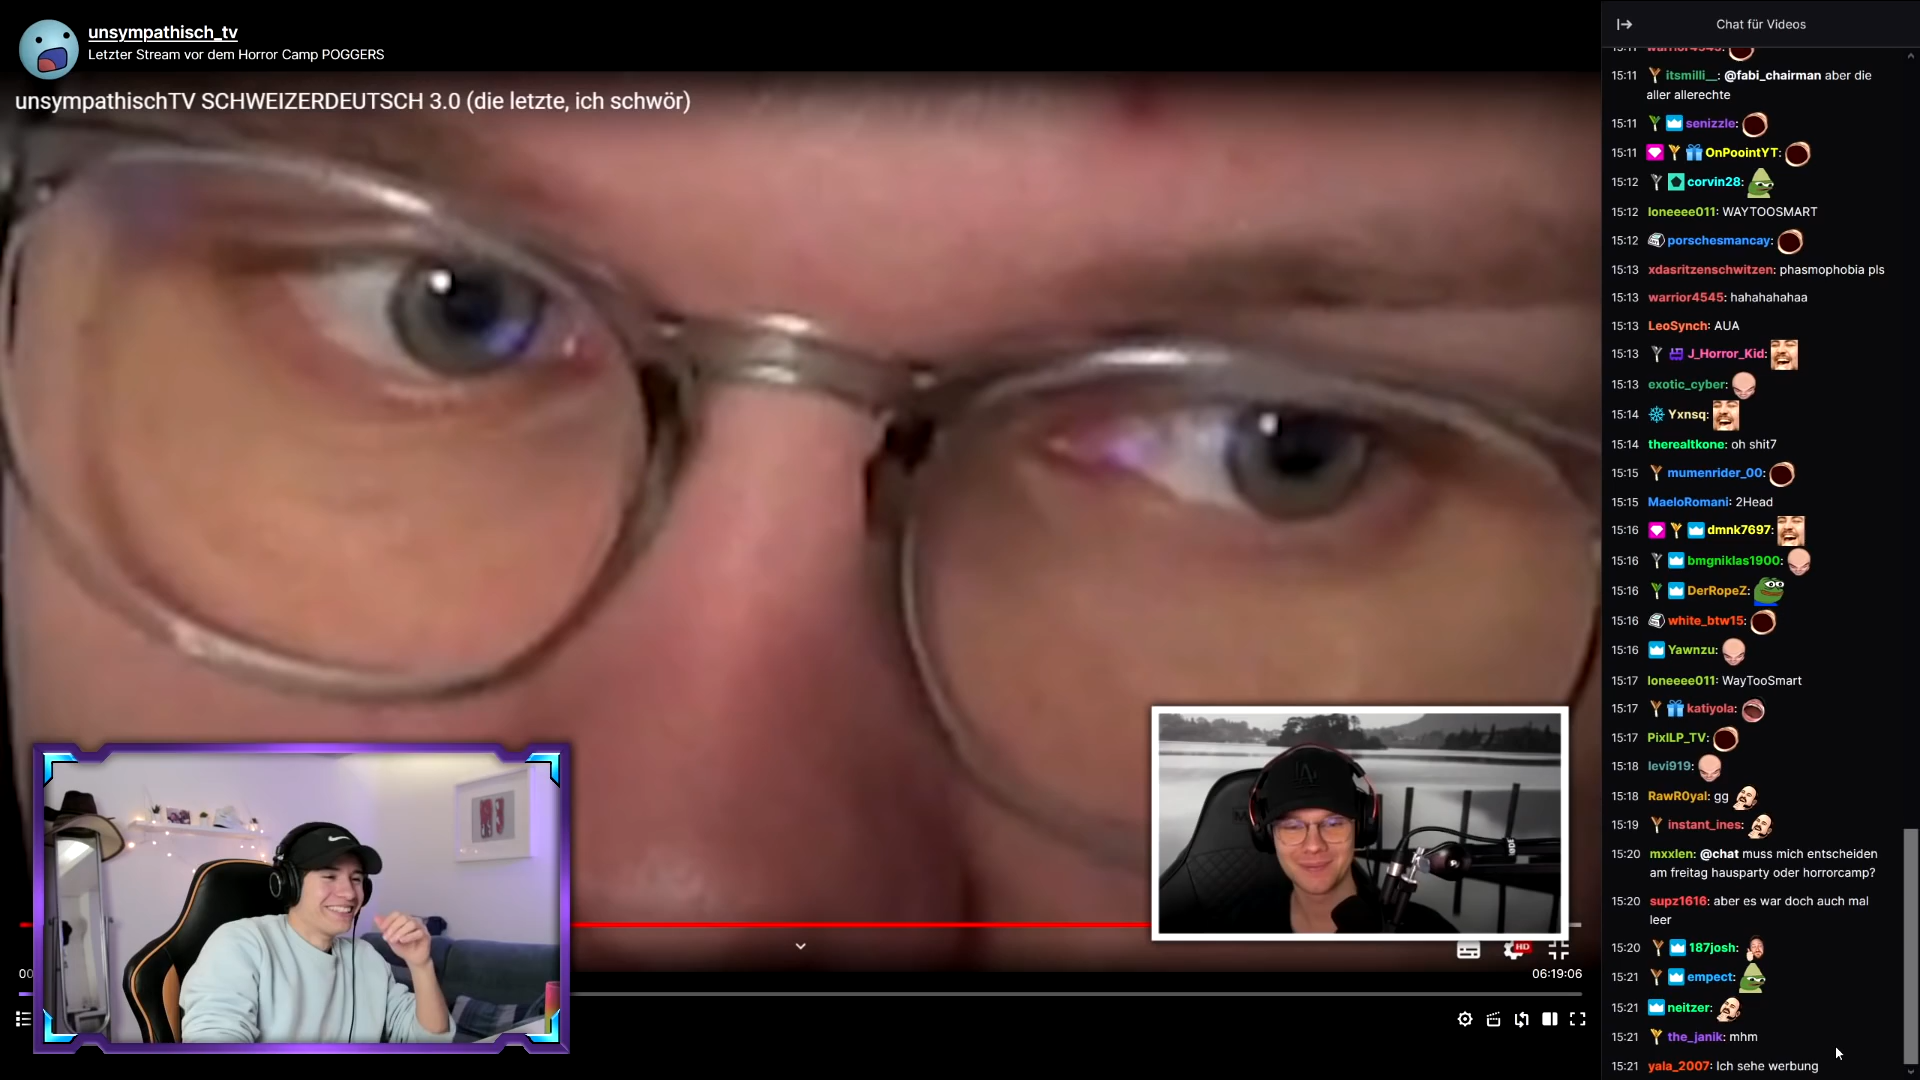 unsympathisch_tv
Letzter Stream vor dem Horror Camp POGGERS
unsympathischTV SCHWEIZERDEUTSCH 3.0 (die letzte, ich schwör)
HD
06:19:06
00
Chat für Videos
15:11 warrior4545:
15:11 itsmilli__: @fabi_chairman aber die
aller allerechte
15:11 senizzle:
15:11 OnPoointYT:
15:12 corvin28:
15:12 loneeee011: WAYTOOSMART
15:12 porschesmancay:
15:13 xdasritzenschwitzen: phasmophobia pls
15:13 warrior4545: hahahahahaa
15:13 LeoSynch: AUA
15:13 J_Horror_Kid:
15:13 exotic_cyber:
15:14 Yxnsq:
15:14 therealtkone: oh shit7
15:15 mumenrider_00:
15:15 MaeloRomani: 2Head
15:16 dmnk7697:
15:16 bmgniklas1900:
15:16 DerRopeZ:
15:16 white_btw15:
15:16 Yawnzu:
15:17 loneeee011: WayTooSmart
15:17 katiyola:
15:17 PixlLP_TV:
15:18 levi919:
15:18 RawR0yal: gg
15:19 instant_ines:
15:20 mxxlen: @chat muss mich entscheiden
am freitag hausparty oder horrorcamp?
15:20 supz1616: aber es war doch auch mal
leer
15:20 187josh:
15:21 empect:
15:21 neitzer:
15:21 the_janik: mhm
15:21 yala_2007: Ich sehe werbung